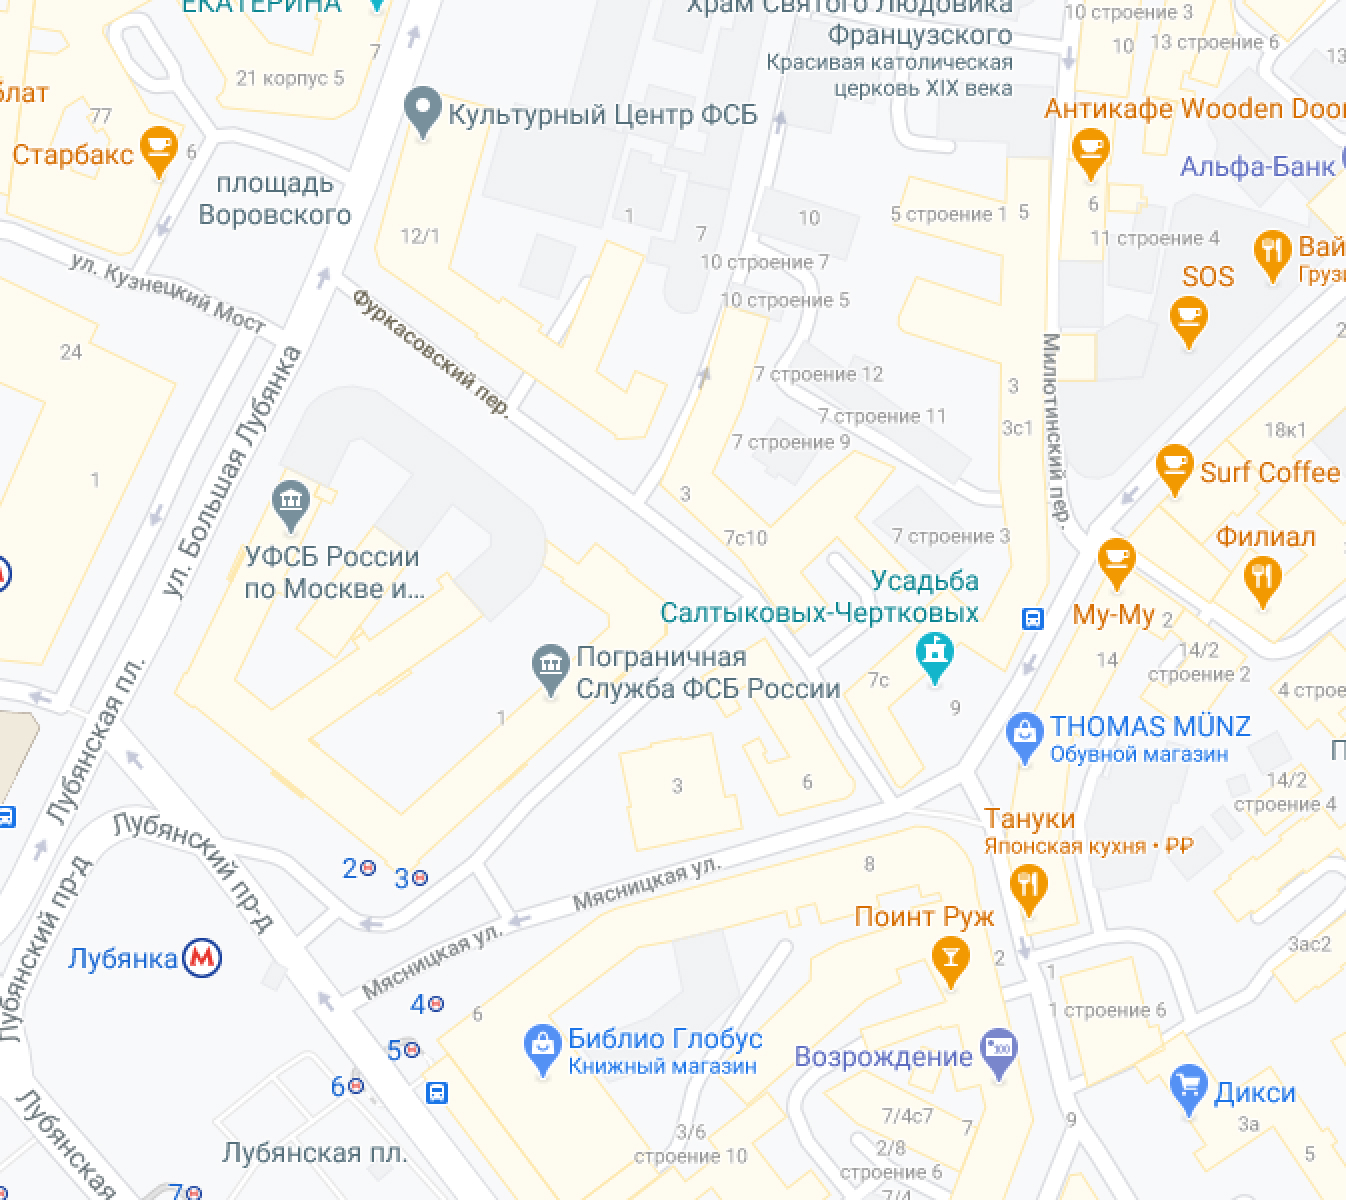 ЕКАТЕРИНА
7
21 корпус 5
блат
77
Старбакс
6
площадь
Воровского
ул. Кузнецкий Мост
24
1
Культурный Центр ФСБ
12/1
1
7
10
10 строение 7
10 строение 5
Храм Святого Людовика
Французского
Красивая католическая
церковь XIX века
10 строение 3
10
13 строение 6
13
Антикафе Wooden Door
Альфа-Банк
5 строение 1
5
6
11 строение 4
SOS
Вай
Грузи
2
Фуркасовский пер.
ул. Большая Лубянка
Милютинский пер.
7 строение 12
7 строение 11
7 строение 9
3
3с1
18к1
Surf Coffee
3
7с10
7 строение 3
Филиал
УФСБ России
по Москве и...
Усадьба
Салтыковых-Чертковых
Му-Му
2
14/2
строение 2
14
4 строе
Пограничная
Служба ФСБ России
1
7с
9
THOMAS MÜNZ
Обувной магазин
П
14/2
строение 4
3
6
Лубянская пл.
Лубянский пр-д
Лубянский пр-д
Тануки
Японская кухня • ₽₽
2
3
8
Мясницкая ул.
Мясницкая ул.
Поинт Руж
2
3ас2
Лубянка
1
1 строение 6
4
6
5
6
Библио Глобус
Книжный магазин
Возрождение
100
Дикси
3а
5
9
7/4с7
7
2/8
строение 6
7/4
3/6
строение 10
Лубянская пл.
Лубянская
7